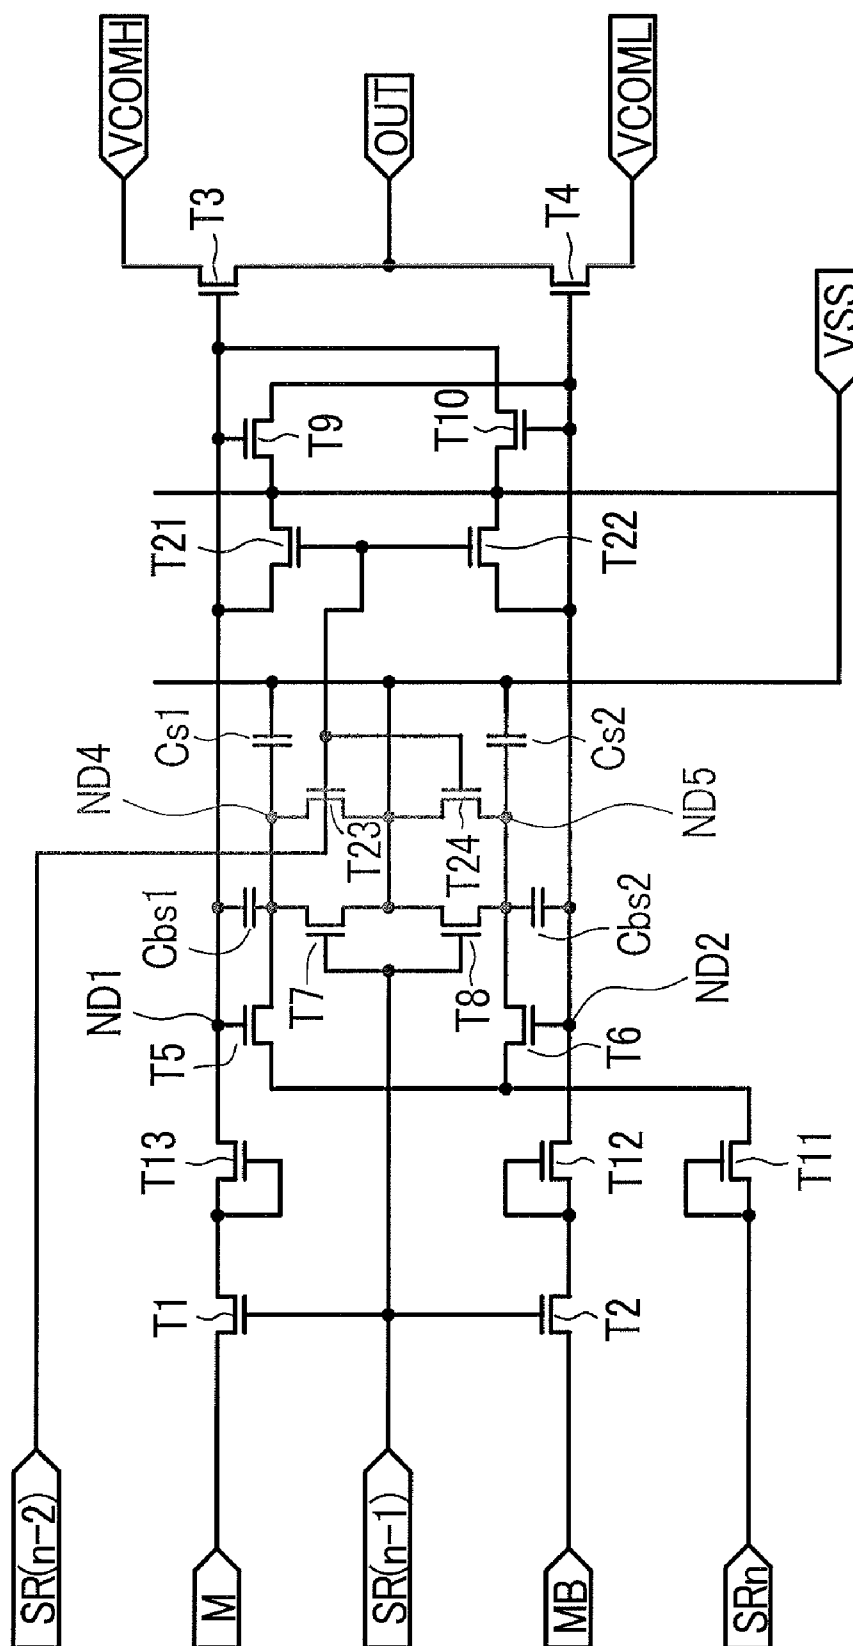 VCOMH
OUT
VCOML
T3
T4
VSS
T9
T10
T21
T22
Cs1
Cs2
ND4
T23
T24
ND5
Cbs1
Cbs2
T7
T8
ND1
ND2
T5
T6
T13
T12
T11
T1
T2
SR(n-2)
M
SR(n-1)
MB
SRn